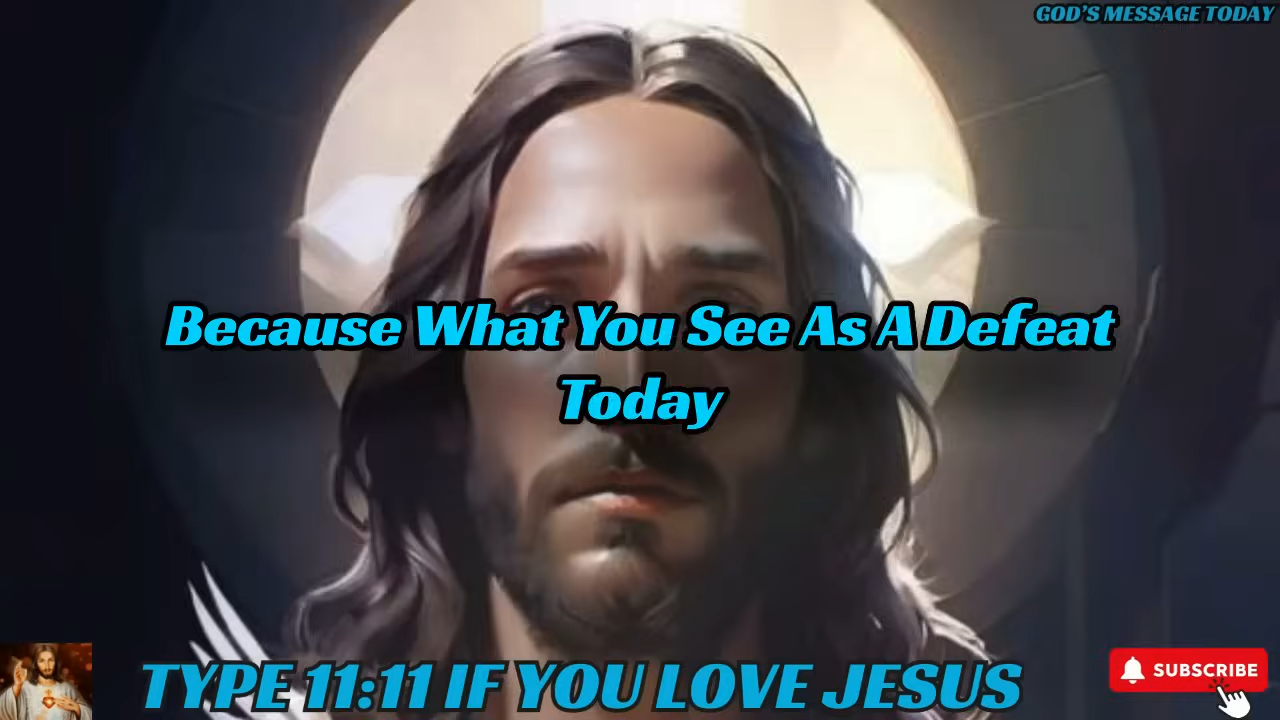 GOD'S MESSAGE TODAY
Because What You See As A Defeat
Today
TYPE 11:11 IF YOU LOVE JESUS
SUBSCRIBE